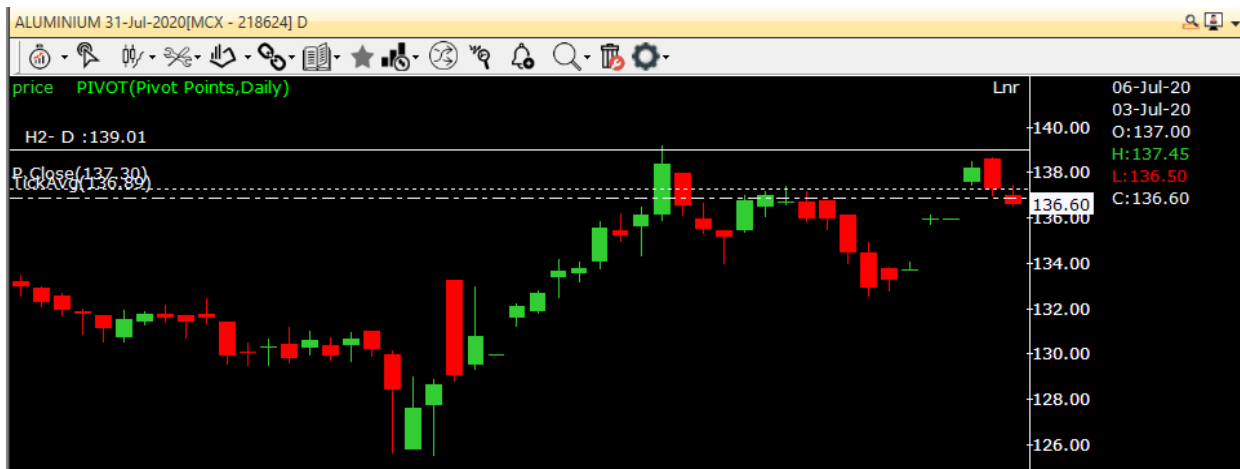 ALUMINIUM 31-Jul-2020[MCX - 218624] D
price PIVOT(Pivot Points,Daily) Lnr
H2- D :139.01
P.Close(137.30)
TickAvg(136.89)
140.00
138.00
136.60
136.00
134.00
132.00
130.00
128.00
126.00
06-Jul-20
03-Jul-20
O:137.00
H:137.45
L:136.50
C:136.60